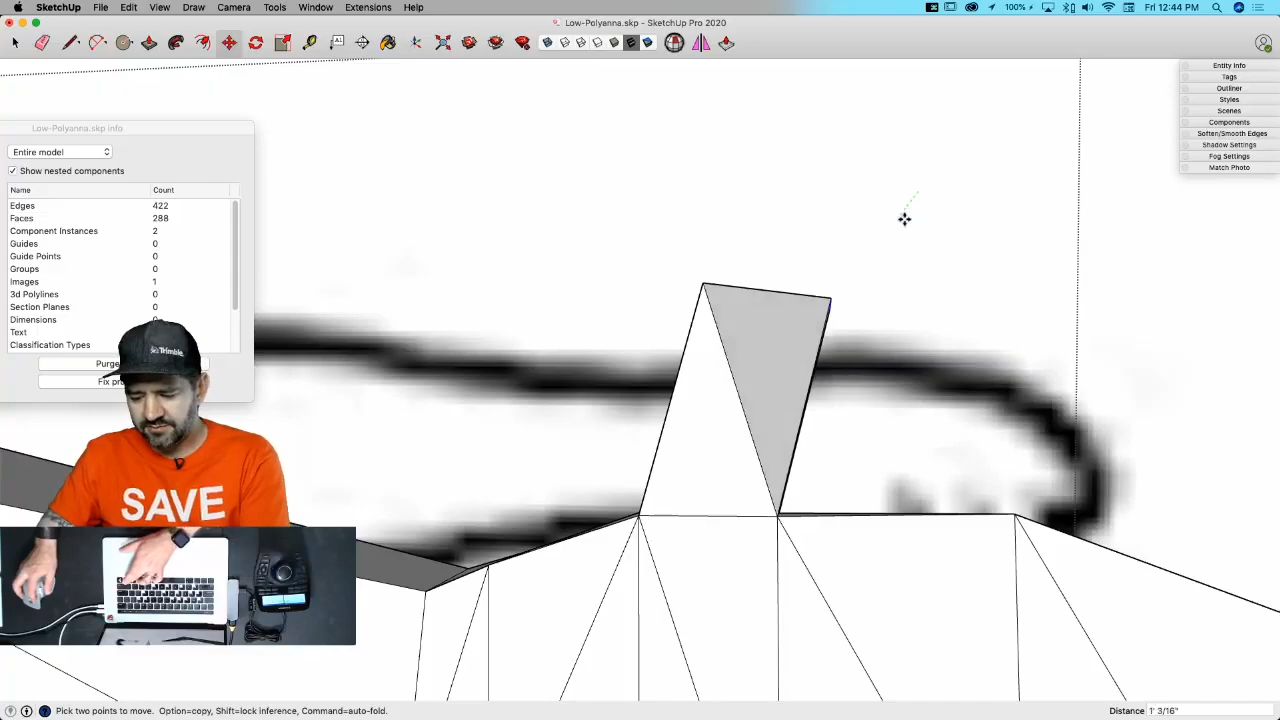 SketchUp File Edit View Draw Camera Tools Window Extensions Help 100% Fri 12:44 PM
Low-Polyanna.skp - SketchUp Pro 2020
Entity Info
Tags
Outliner
Styles
Scenes
Components
Soften/Smooth Edges
Shadow Settings
Fog Settings
Match Photo
Low-Polyanna.skp info
Entire model
Show nested components
Name Count
Edges 422
Faces 288
Component Instances 2
Guides 0
Guide Points 0
Groups 0
Images 1
3d Polylines 0
Section Planes 0
Dimensions 0
Text
Classification Types
Purge
Fix pro
Trimble
SAVE
Pick two points to move. Option=copy, Shift=lock inference, Command=auto-fold. Distance 1' 3/16"